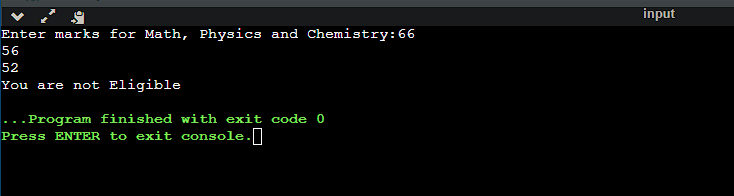 input
Enter marks for Math, Physics and Chemistry:66
56
52
You are not Eligible
...Program finished with exit code 0
Press ENTER to exit console.